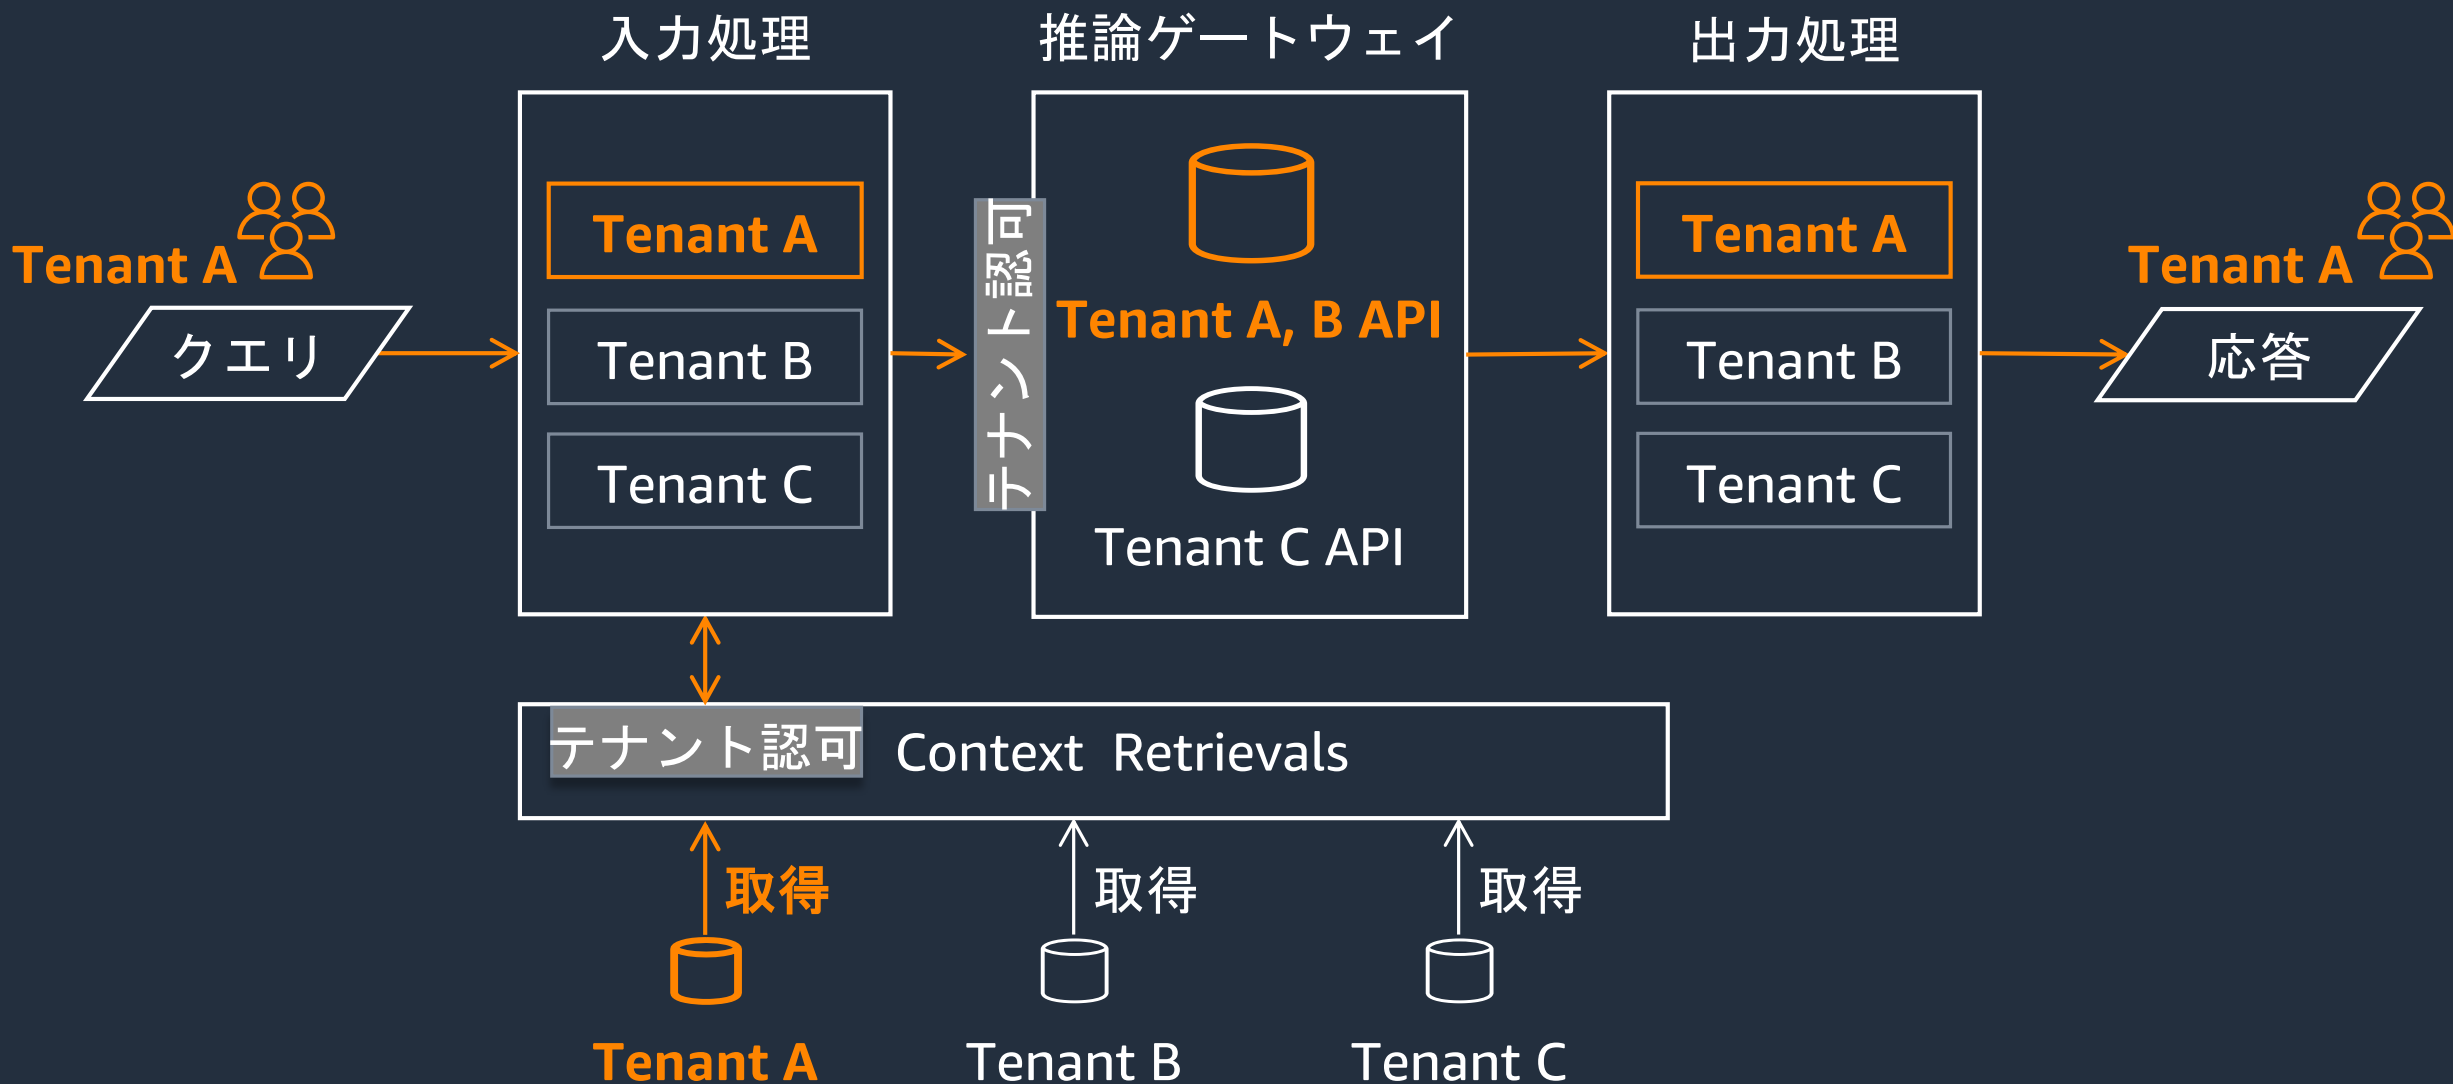 入力処理
推論ゲートウェイ
出力処理
Tenant A
クエリ
Tenant A
Tenant B
Tenant C
テナント認可
Tenant A, B API
Tenant C API
Tenant A
Tenant B
Tenant C
Tenant A
応答
テナント認可
Context Retrievals
取得
取得
取得
Tenant A
Tenant B
Tenant C